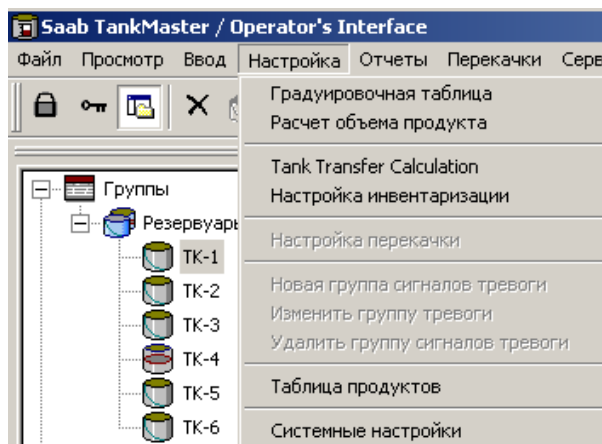 Saab TankMaster / Operator's Interface
Файл Просмотр Ввод Настройка Отчеты Перекачки
Градуировочная таблица
Расчет объема продукта
Tank Transfer Calculation
Настройка инвентаризации
Настройка перекачки
Новая группа сигналов тревоги
Изменить группу тревоги
Удалить группу сигналов тревоги
Таблица продуктов
Системные настройки
Группы
ТК-1
ТК-2
ТК-3
ТК-4
ТК-5
ТК-6